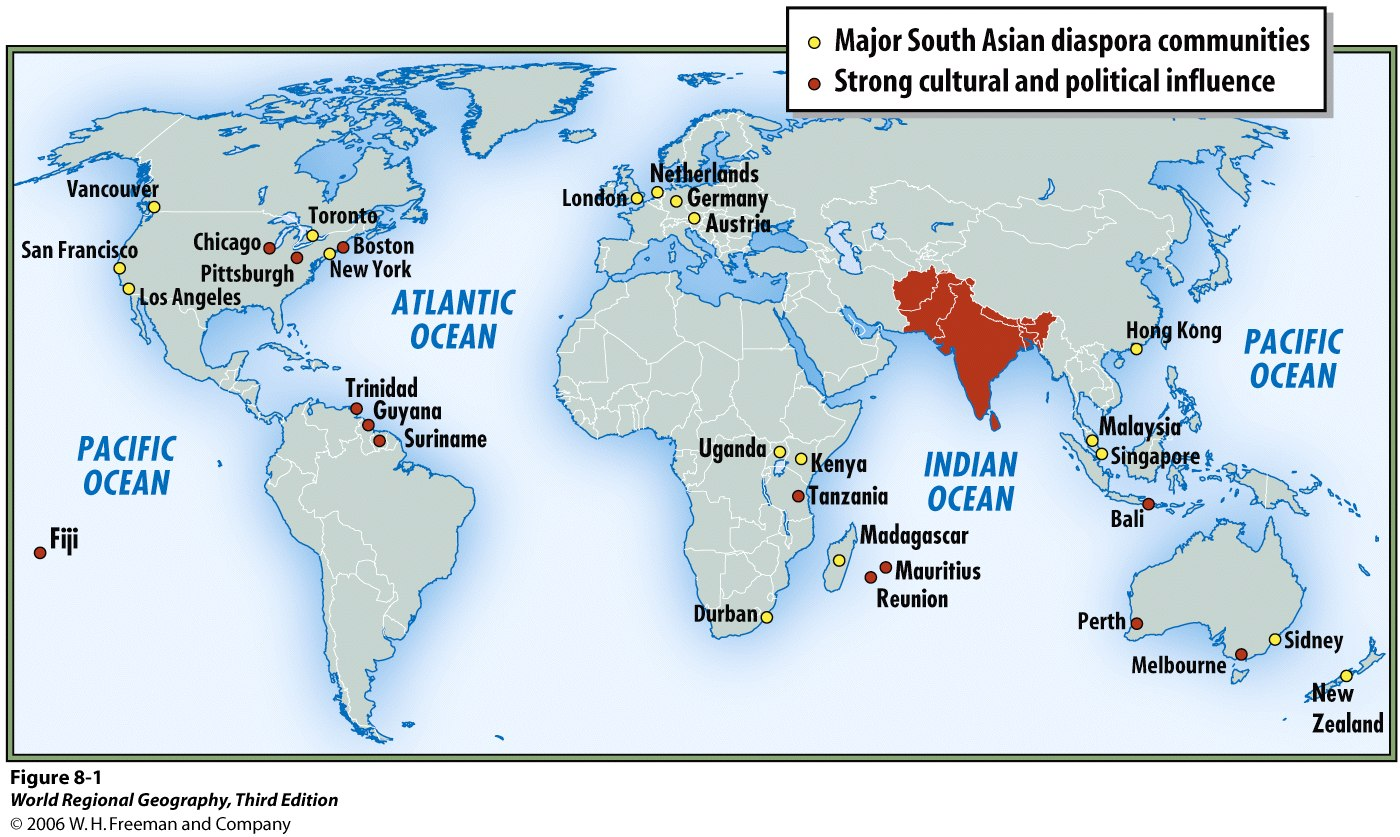 Major South Asian diaspora communities
Strong cultural and political influence
Vancouver
San Francisco
Los Angeles
Chicago
Pittsburgh
Toronto
Boston
New York
London
Netherlands
Germany
Austria
ATLANTIC
OCEAN
Hong Kong
PACIFIC
OCEAN
Trinidad
Guyana
Suriname
PACIFIC
OCEAN
Fiji
Uganda
Kenya
Tanzania
INDIAN
OCEAN
Malaysia
Singapore
Bali
Madagascar
Mauritius
Reunion
Durban
Perth
Melbourne
Sidney
New
Zealand
Figure 8-1
World Regional Geography, Third Edition
© 2006 W. H. Freeman and Company